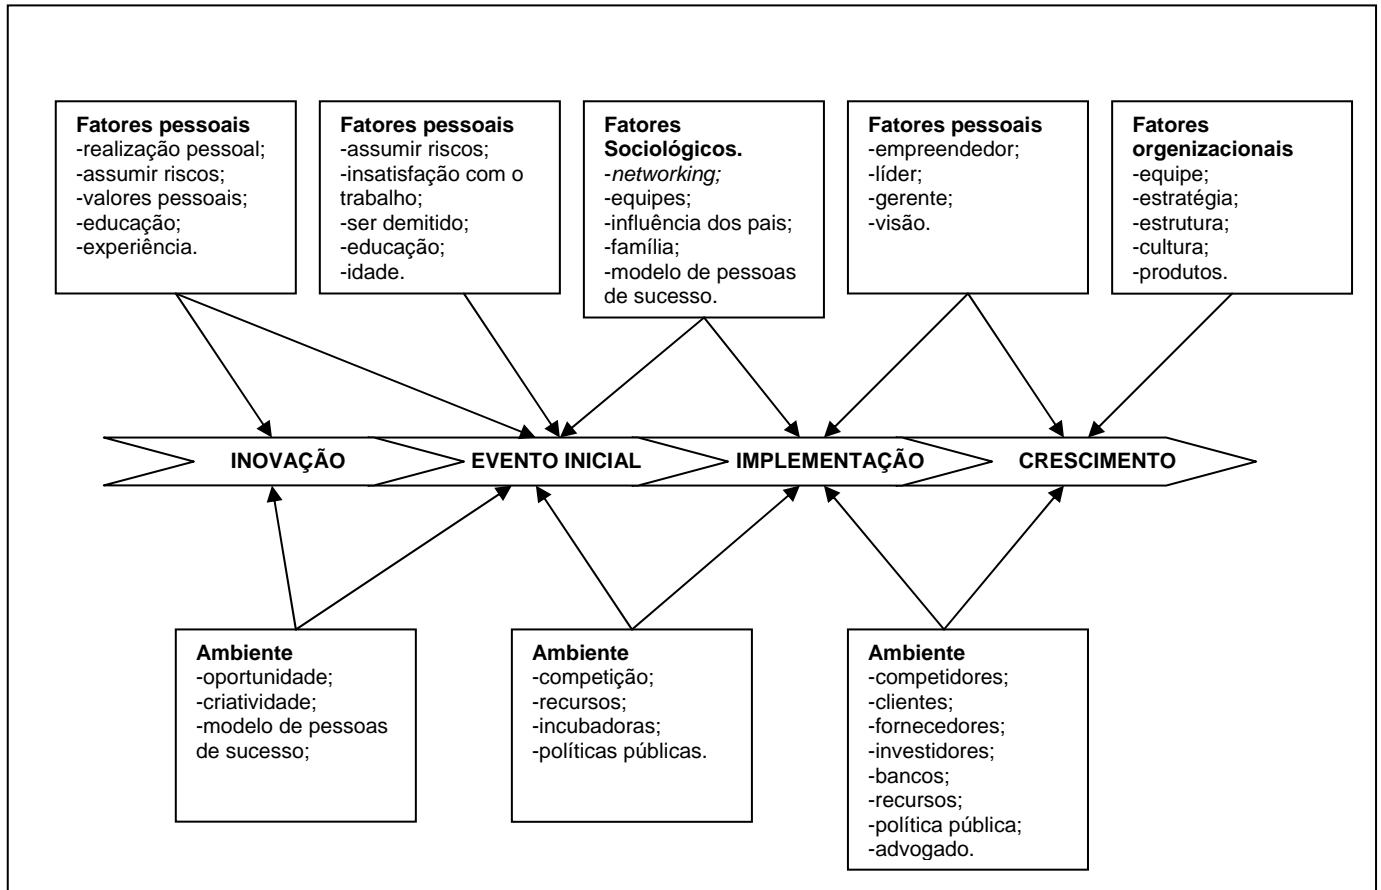 Fatores pessoais
-realização pessoal;
-assumir riscos;
-valores pessoais;
-educação;
-experiência.
Fatores pessoais
-assumir riscos;
-insatisfação com o
trabalho;
-ser demitido;
-educação;
-idade.
Fatores
Sociológicos.
-networking;
-equipes;
-influência dos pais;
-família;
-modelo de pessoas
de sucesso.
Fatores pessoais
-empreendedor;
-líder;
-gerente;
-visão.
Fatores
orgenizacionais
-equipe;
-estratégia;
-estrutura;
-cultura;
-produtos.
INOVAÇÃO
EVENTO INICIAL
IMPLEMENTAÇÃO
CRESCIMENTO
Ambiente
-oportunidade;
-criatividade;
-modelo de pessoas
de sucesso;
Ambiente
-competição;
-recursos;
-incubadoras;
-políticas públicas.
Ambiente
-competidores;
-clientes;
-fornecedores;
-investidores;
-bancos;
-recursos;
-política pública;
-advogado.